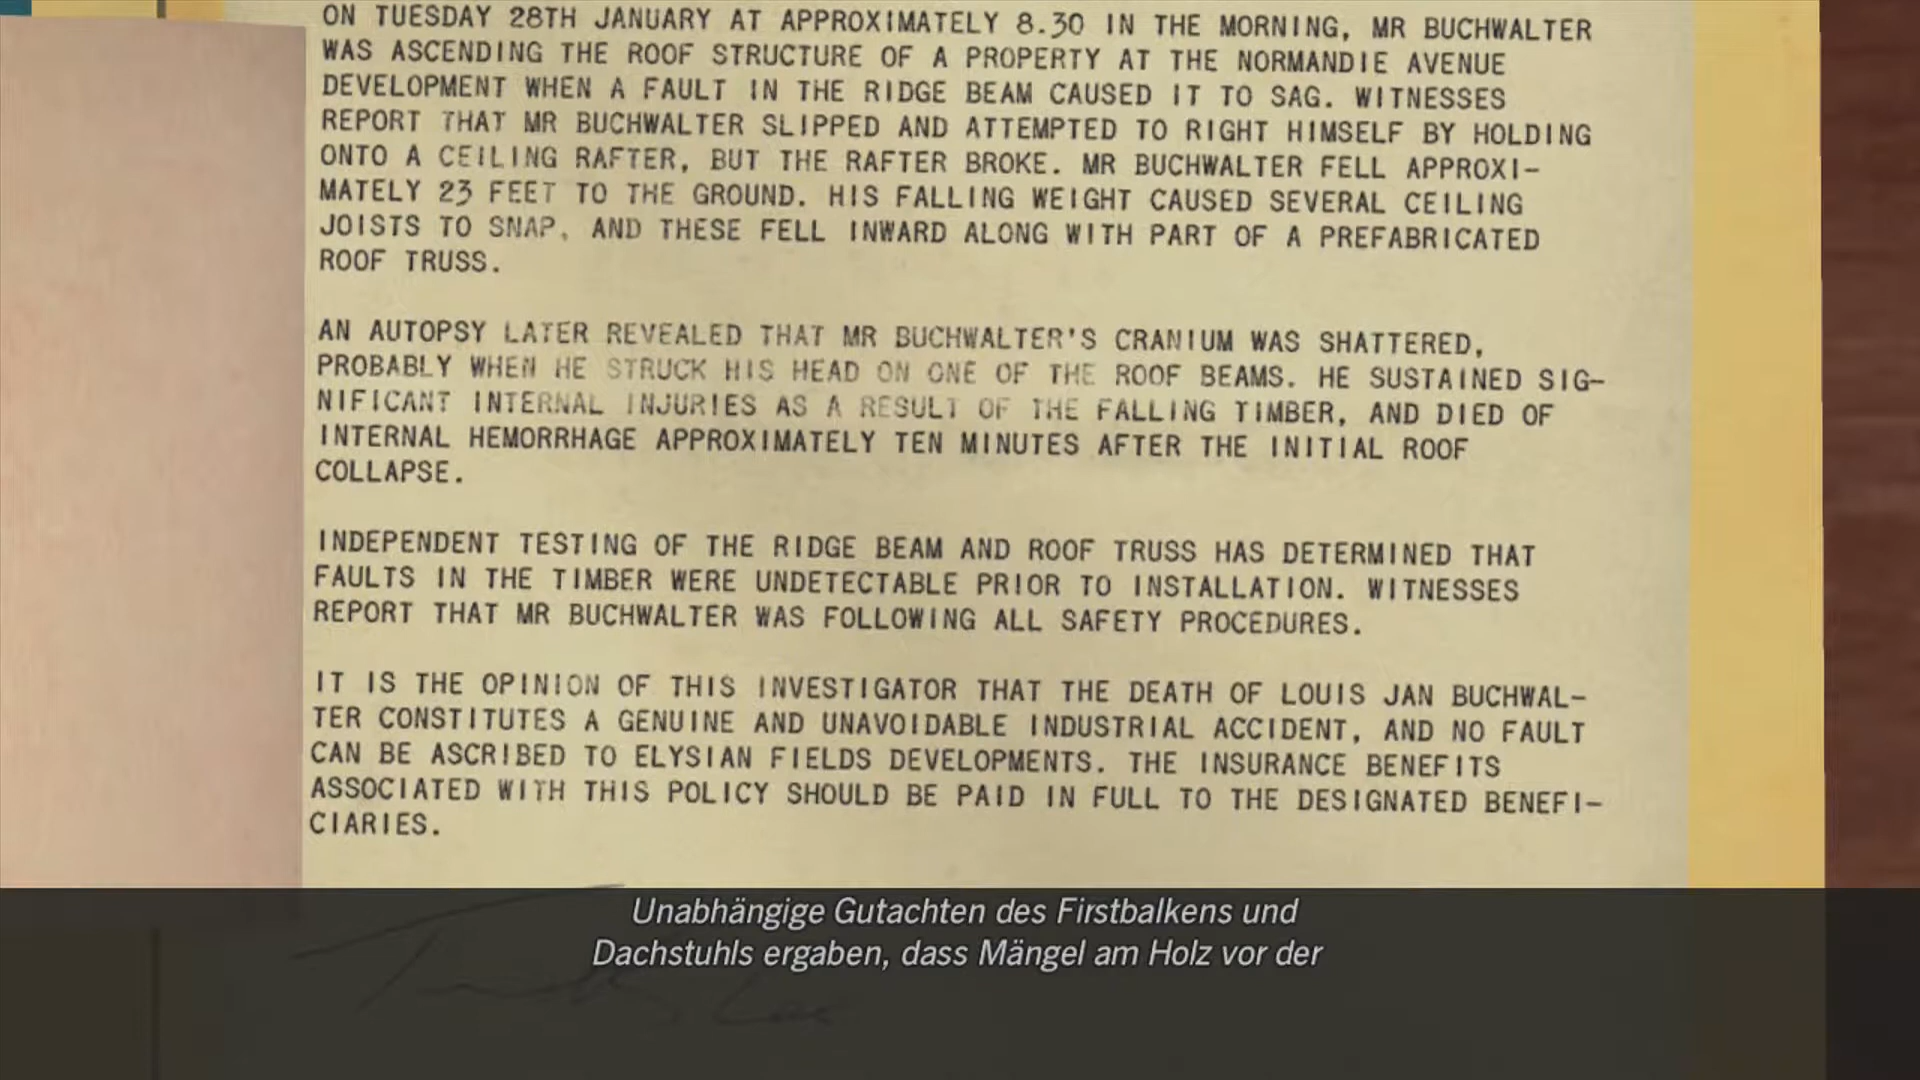 ON TUESDAY 28TH JANUARY AT APPROXIMATELY 8.30 IN THE MORNING, MR BUCHWALTER
WAS ASCENDING THE ROOF STRUCTURE OF A PROPERTY AT THE NORMANDIE AVENUE
DEVELOPMENT WHEN A FAULT IN THE RIDGE BEAM CAUSED IT TO SAG. WITNESSES
REPORT THAT MR BUCHWALTER SLIPPED AND ATTEMPTED TO RIGHT HIMSELF BY HOLDING
ONTO A CEILING RAFTER, BUT THE RAFTER BROKE. MR BUCHWALTER FELL APPROXI-
MATELY 23 FEET TO THE GROUND. HIS FALLING WEIGHT CAUSED SEVERAL CEILING
JOISTS TO SNAP, AND THESE FELL INWARD ALONG WITH PART OF A PREFABRICATED
ROOF TRUSS.
AN AUTOPSY LATER REVEALED THAT MR BUCHWALTER'S CRANIUM WAS SHATTERED,
PROBABLY WHEN HE STRUCK HIS HEAD ON ONE OF THE ROOF BEAMS. HE SUSTAINED SIG-
NIFICANT INTERNAL INJURIES AS A RESULT OF THE FALLING TIMBER, AND DIED OF
INTERNAL HEMORRHAGE APPROXIMATELY TEN MINUTES AFTER THE INITIAL ROOF
COLLAPSE.
INDEPENDENT TESTING OF THE RIDGE BEAM AND ROOF TRUSS HAS DETERMINED THAT
FAULTS IN THE TIMBER WERE UNDETECTABLE PRIOR TO INSTALLATION. WITNESSES
REPORT THAT MR BUCHWALTER WAS FOLLOWING ALL SAFETY PROCEDURES.
IT IS THE OPINION OF THIS INVESTIGATOR THAT THE DEATH OF LOUIS JAN BUCHWAL-
TER CONSTITUTES A GENUINE AND UNAVOIDABLE INDUSTRIAL ACCIDENT, AND NO FAULT
CAN BE ASCRIBED TO ELYSIAN FIELDS DEVELOPMENTS. THE INSURANCE BENEFITS
ASSOCIATED WITH THIS POLICY SHOULD BE PAID IN FULL TO THE DESIGNATED BENEFI-
CIARIES.
Unabhängige Gutachten des Firstbalkens und
Dachstuhls ergaben, dass Mängel am Holz vor der